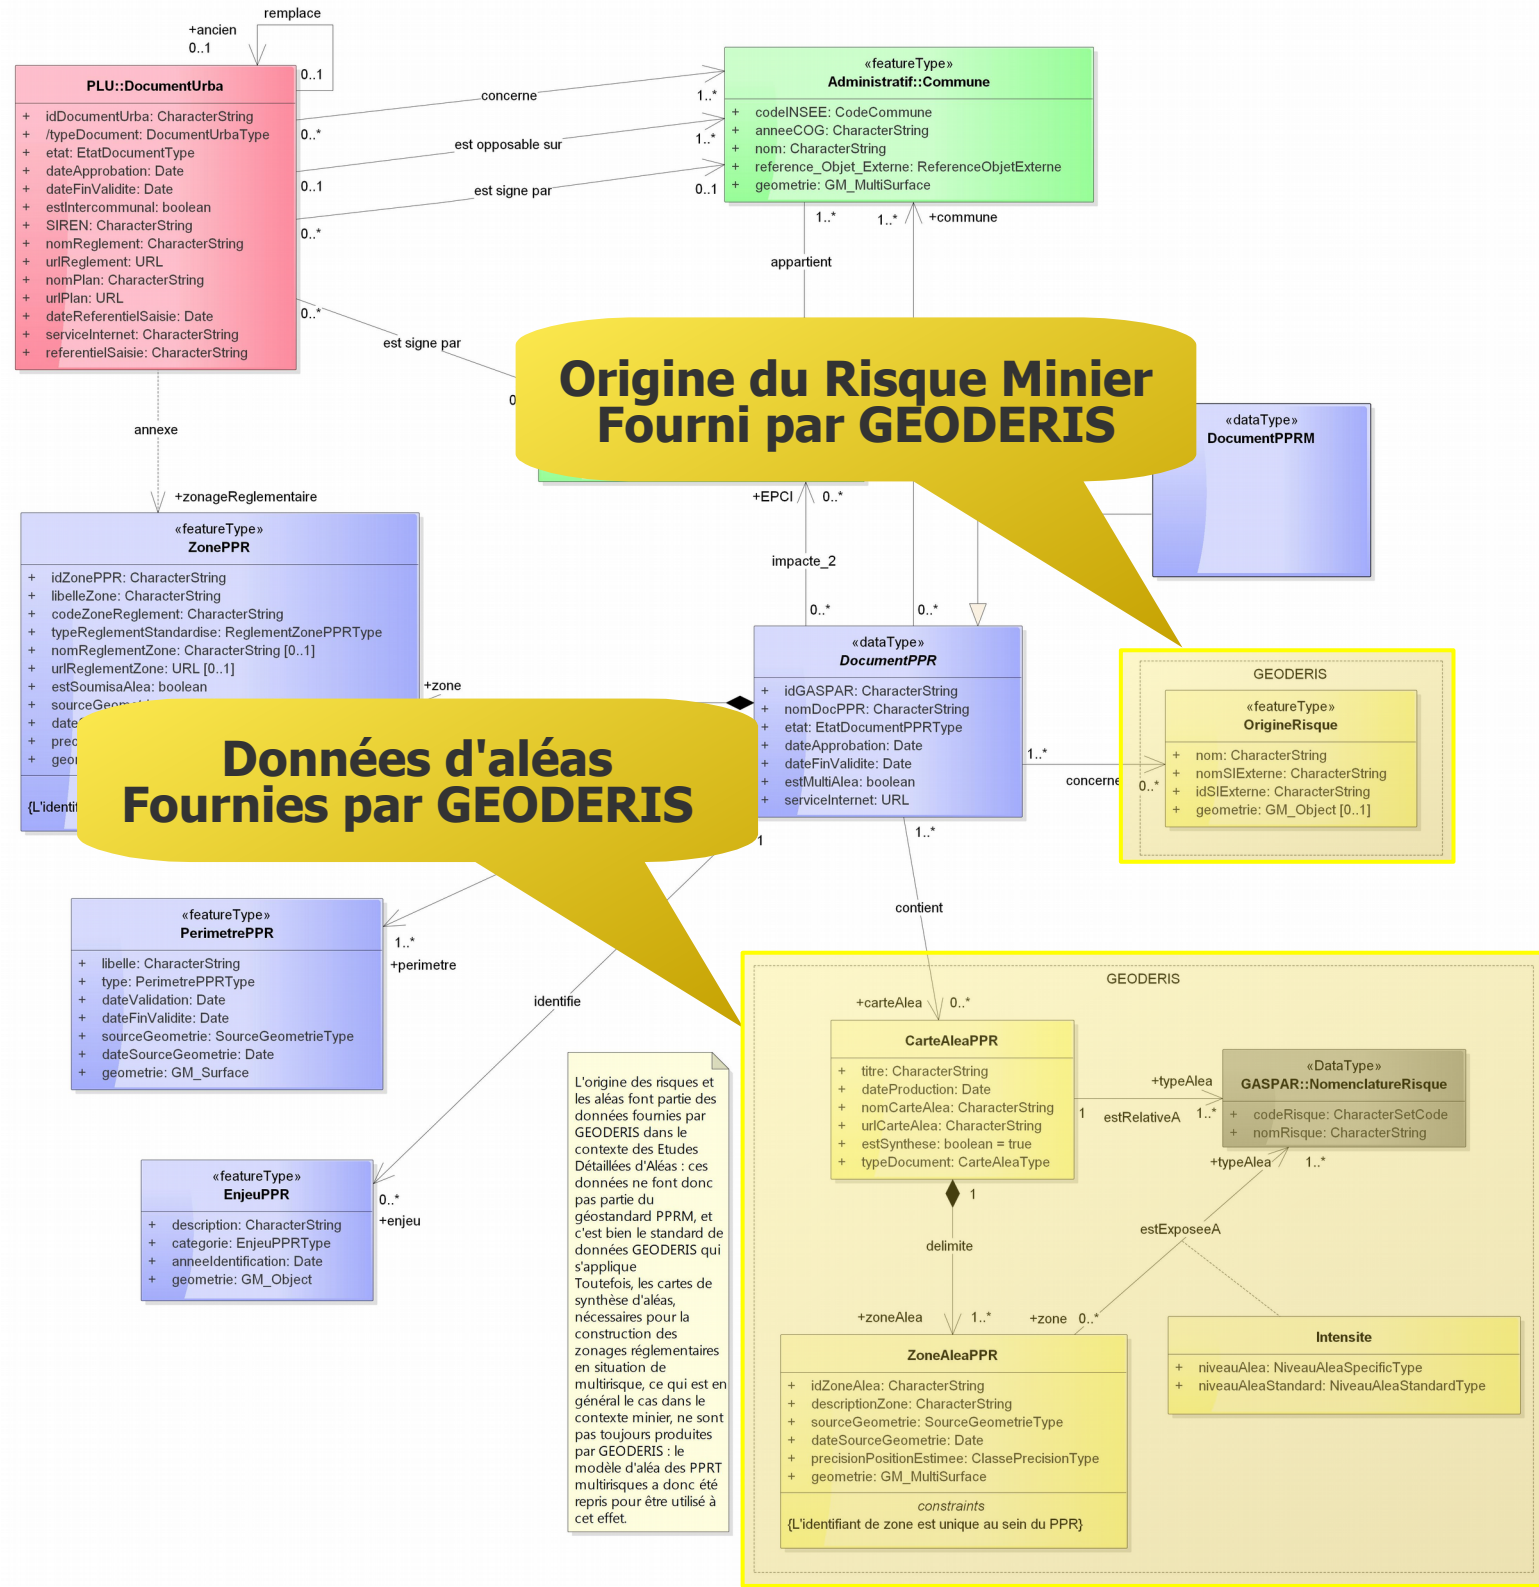 remplace
+ancien
0..1
0..1
PLU::DocumentUrba
+ idDocumentUrba: CharacterString
+ /typeDocument: DocumentUrbaType
+ etat: EtatDocumentType
+ dateApprobation: Date
+ dateFinValidite: Date
+ estIntercommunal: boolean
+ SIREN: CharacterString
+ nomReglement: CharacterString
+ urlReglement: URL
+ nomPlan: CharacterString
+ urlPlan: URL
+ dateReferentielSaisie: Date
+ serviceInternet: CharacterString
+ referentielSaisie: CharacterString
concerne
0..*
1..*
est opposable sur
0..1
1..*
est signe par
0..*
0..1
«featureType»
Administratif::Commune
+ codeINSEE: CodeCommune
+ anneeCOG: CharacterString
+ nom: CharacterString
+ reference_Objet_Externe: ReferenceObjetExterne
+ geometrie: GM_MultiSurface
1..*
1..*
+commune
appartient
0..*
est signe par
Origine du Risque Minier
Fourni par GEODERIS
«dataType»
DocumentPPRM
annexe
+zonageReglementaire
+EPCI
0..*
impacte_2
0..*
0..*
«featureType»
ZonePPR
+ idZonePPR: CharacterString
+ libelleZone: CharacterString
+ codeZoneReglement: CharacterString
+ typeReglementStandardise: ReglementZonePPRType
+ nomReglementZone: CharacterString [0..1]
+ urlReglementZone: URL [0..1]
+ estSoumisaAlea: boolean
+zone
Données d'aléas
Fournies par GEODERIS
«dataType»
DocumentPPR
+ idGASPAR: CharacterString
+ nomDocPPR: CharacterString
+ etat: EtatDocumentPPRType
+ dateApprobation: Date
+ dateFinValidite: Date
+ estMultiAlea: boolean
+ serviceInternet: URL
1..*
concerne
0..*
GEODERIS
«featureType»
OrigineRisque
+ nom: CharacterString
+ nomSIExterne: CharacterString
+ idSIExterne: CharacterString
+ geometrie: GM_Object [0..1]
1
1..*
contient
«featureType»
PerimetrePPR
+ libelle: CharacterString
+ type: PerimetrePPRType
+ dateValidation: Date
+ dateFinValidite: Date
+ sourceGeometrie: SourceGeometrieType
+ dateSourceGeometrie: Date
+ geometrie: GM_Surface
1..*
+perimetre
identifie
«featureType»
EnjeuPPR
+ description: CharacterString
+ categorie: EnjeuPPRType
+ anneeIdentification: Date
+ geometrie: GM_Object
0..*
+enjeu
L'origine des risques et
les aléas font partie des
données fournies par
GEODERIS dans le
contexte des Etudes
Détaillées d'Aléas : ces
données ne font donc
pas partie du
géostandard PPRM, et
c'est bien le standard de
données GEODERIS qui
s'applique
Toutefois, les cartes de
synthèse d'aléas,
nécessaires pour la
construction des
zonages réglementaires
en situation de
multirisque, ce qui est en
général le cas dans le
contexte minier, ne sont
pas toujours produites
par GEODERIS : le
modèle d'aléa des PPRT
multirisques a donc été
repris pour être utilisé à
cet effet.
GEODERIS
+carteAlea
0..*
CarteAleaPPR
+ titre: CharacterString
+ dateProduction: Date
+ nomCarteAlea: CharacterString
+ urlCarteAlea: CharacterString
+ estSynthese: boolean = true
+ typeDocument: CarteAleaType
+typeAlea
1
estRelativeA
1..*
«DataType»
GASPAR::NomenclatureRisque
+ codeRisque: CharacterSetCode
+ nomRisque: CharacterString
+typeAlea
1..*
1
delimite
estExposeeA
+zoneAlea
1..*
+zone
0..*
ZoneAleaPPR
+ idZoneAlea: CharacterString
+ descriptionZone: CharacterString
+ sourceGeometrie: SourceGeometrieType
+ dateSourceGeometrie: Date
+ precisionPositionEstimee: ClassePrecisionType
+ geometrie: GM_MultiSurface
constraints
{L'identifiant de zone est unique au sein du PPR}
Intensite
+ niveauAlea: NiveauAleaSpecificType
+ niveauAleaStandard: NiveauAleaStandardType